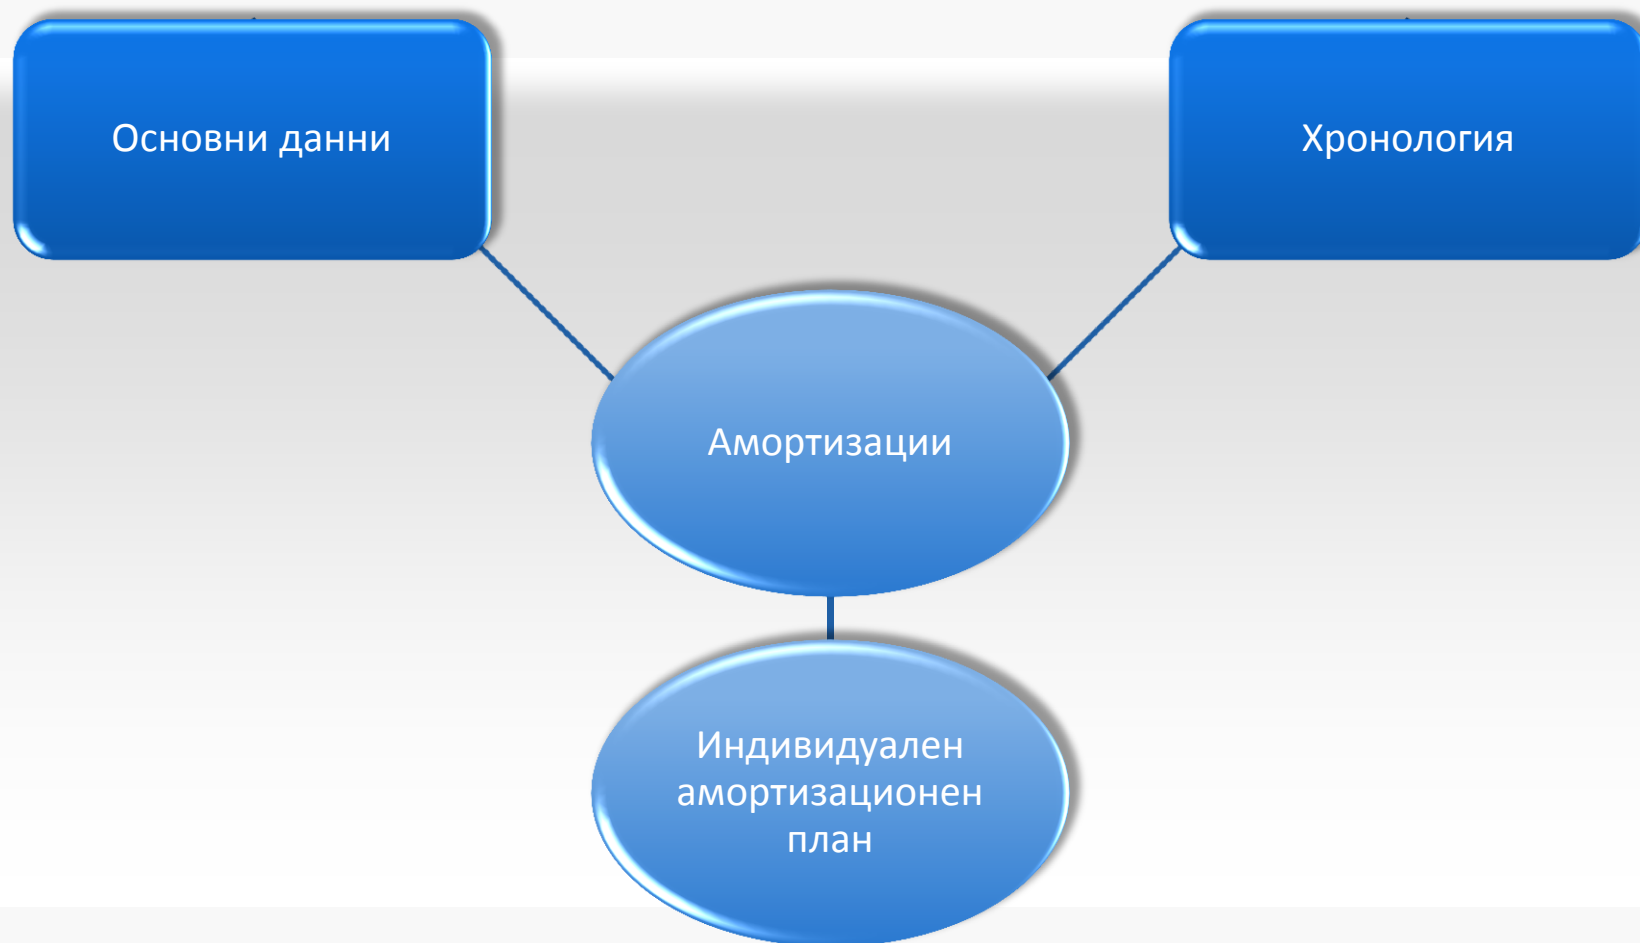 Основни данни
Хронология
Амортизации
Индивидуален
амортизационен
план